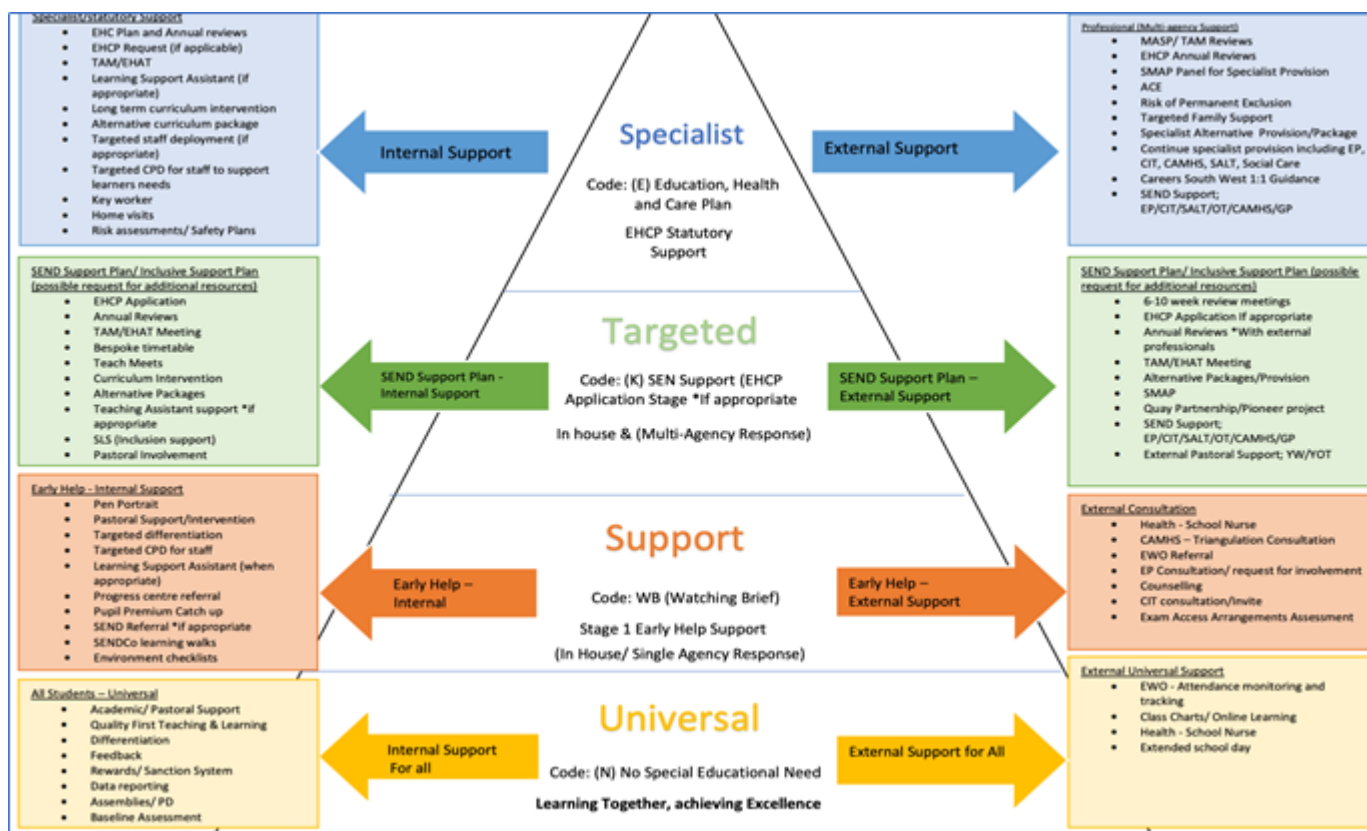 Specialist/statutory Support
EHC Plan and Annual reviews
EHCP Request (if applicable)
TAM/EHAT
Learning Support Assistant (if
appropriate)
Long term curriculum intervention
Alternative curriculum package
Targeted staff deployment (if
appropriate)
Targeted CPD for staff to support
learners needs
Key worker
Home visits
Risk assessments/ Safety Plans
Internal Support
Specialist
Code: (E) Education, Health
and Care Plan
EHCP Statutory
Support
External Support
Professional (Multi-agency Support)
MASP/ TAM Reviews
EHCP Annual Reviews
SMAP Panel for Specialist Provision
ACE
Risk of Permanent Exclusion
Targeted Family Support
Specialist Alternative Provision/Package
Continue specialist provision including EP,
CIT, CAMHS, SALT, Social Care
Careers South West 1:1 Guidance
SEND Support;
EP/CIT/SALT/OT/CAMHS/GP
SEND Support Plan/ Inclusive Support Plan
(possible request for additional resources)
EHCP Application
Annual Reviews
TAM/EHAT Meeting
Bespoke timetable
Teach Meets
Curriculum Intervention
Alternative Packages
Teaching Assistant support *if
appropriate
SLS (Inclusion support)
Pastoral Involvement
SEND Support Plan -
Internal Support
Targeted
Code: (K) SEN Support (EHCP
Application Stage *If appropriate
In house & (Multi-Agency Response)
SEND Support Plan –
External Support
SEND Support Plan/ Inclusive Support Plan (possible
request for additional resources)
6-10 week review meetings
EHCP Application If appropriate
Annual Reviews *With external
professionals
TAM/EHAT Meeting
Alternative Packages/Provision
SMAP
Quay Partnership/Pioneer project
SEND Support;
EP/CIT/SALT/OT/CAMHS/GP
External Pastoral Support; YW/YOT
Early Help - Internal Support
Pen Portrait
Pastoral Support/Intervention
Targeted differentiation
Targeted CPD for staff
Learning Support Assistant (when
appropriate)
Progress centre referral
Pupil Premium Catch up
SEND Referral *if appropriate
SENDCo learning walks
Environment checklists
Early Help –
Internal
Support
Code: WB (Watching Brief)
Stage 1 Early Help Support
(In House/ Single Agency Response)
Early Help –
External Support
External Consultation
Health - School Nurse
CAMHS – Triangulation Consultation
EWO Referral
EP Consultation/ request for involvement
Counselling
CIT consultation/Invite
Exam Access Arrangements Assessment
All Students – Universal
Academic/ Pastoral Support
Quality First Teaching & Learning
Differentiation
Feedback
Rewards/ Sanction System
Data reporting
Assemblies/ PD
Baseline Assessment
Internal Support
For all
Universal
Code: (N) No Special Educational Need
Learning Together, achieving Excellence
External Support for All
External Universal Support
EWO - Attendance monitoring and
tracking
Class Charts/ Online Learning
Health - School Nurse
Extended school day